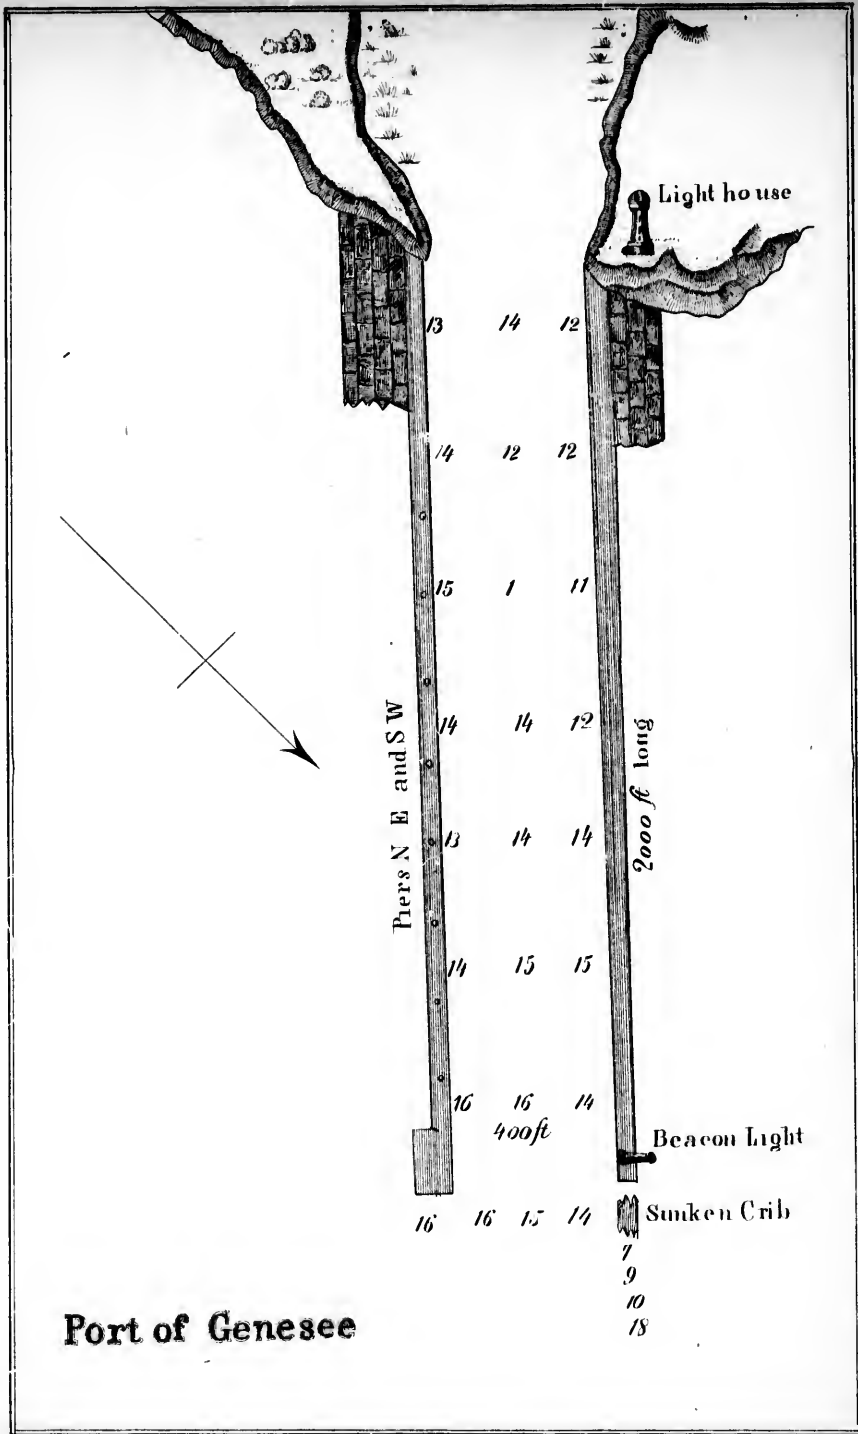 Light house
13 14 12
14 12 12
15 1 11
Piers N E and SW
14 14 12
2000 ft long
13 14 14
14 15 15
16 16 14
400 ft
Beacon Light
16 16 15 14
Sunken Crib
7
9
10
18
Port of Genesee